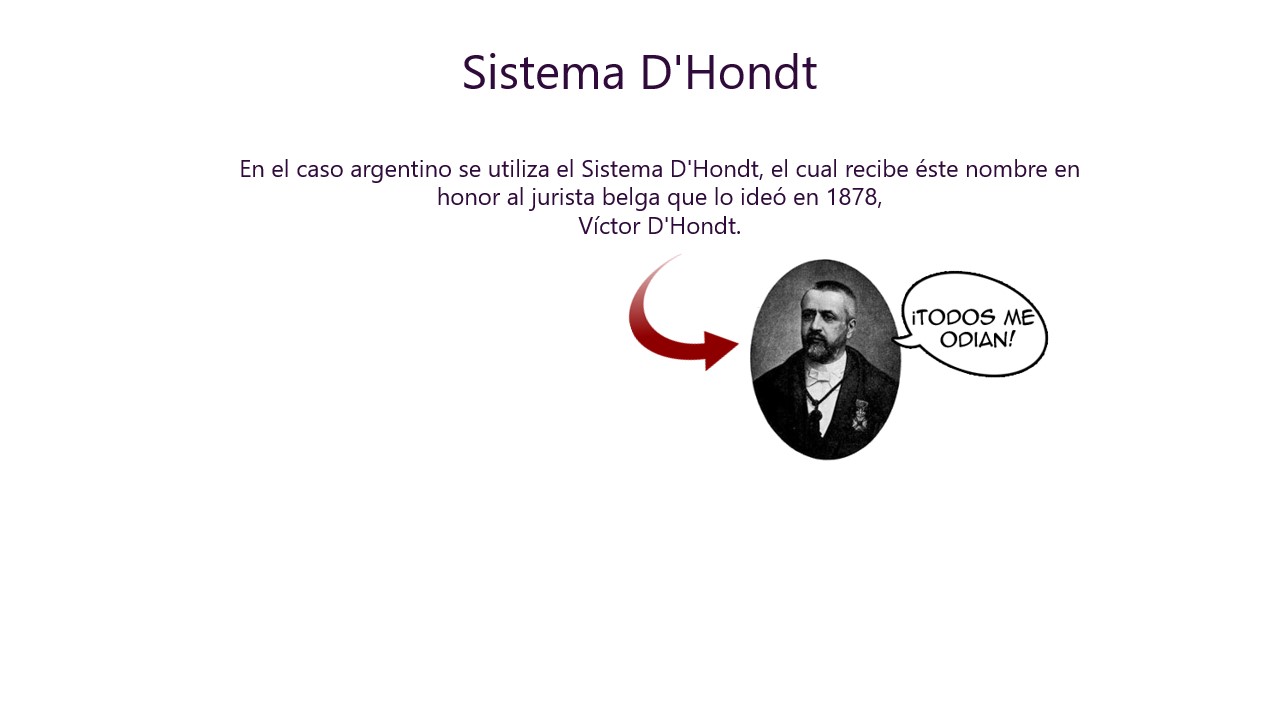 Sistema D'Hondt
En el caso argentino se utiliza el Sistema D'Hondt, el cual recibe éste nombre en
honor al jurista belga que lo ideó en 1878,
Víctor D'Hondt.
¡TODOS ME
ODIAN!